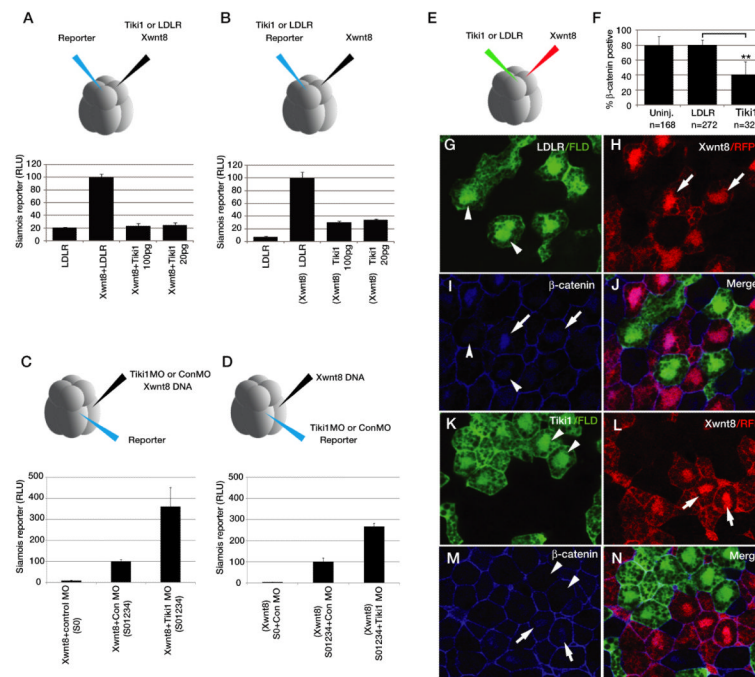 A
Tiki1 or LDLR
Reporter
Xwnt8
Siamois reporter (RLU)
120
100
80
60
40
20
0
LDLR
Xwnt8+LDLR
Xwnt8+Tiki1
100pg
Xwnt8+Tiki1
20pg
B
Tiki1 or LDLR
Reporter
Xwnt8
Siamois reporter (RLU)
120
100
80
60
40
20
0
LDLR
(Xwnt8) LDLR
(Xwnt8) Tiki1
100pg
(Xwnt8) Tiki1
20pg
C
Tiki1MO or ConMO
Xwnt8 DNA
Reporter
Siamois reporter (RLU)
500
400
300
200
100
0
Xwnt8+control MO
(S0)
Xwnt8+Con MO
(S01234)
Xwnt8+Tiki1 MO
(S01234)
D
Xwnt8 DNA
Tiki1MO or ConMO
Reporter
Siamois reporter (RLU)
500
400
300
200
100
0
(Xwnt8)
S0+Con MO
(Xwnt8)
S01234+Con MO
(Xwnt8)
S01234+Tiki1 MO
E
Tiki1 or LDLR
Xwnt8
F
% β-catenin postive
100
80
60
40
20
0
**
Uninj.
n=168
LDLR
n=272
Tiki1
n=32
G
LDLR/FLD
H
Xwnt8/RFP
I
β-catenin
J
Merge
K
Tiki1/FLD
L
Xwnt8/RF
M
β-catenin
N
Merg